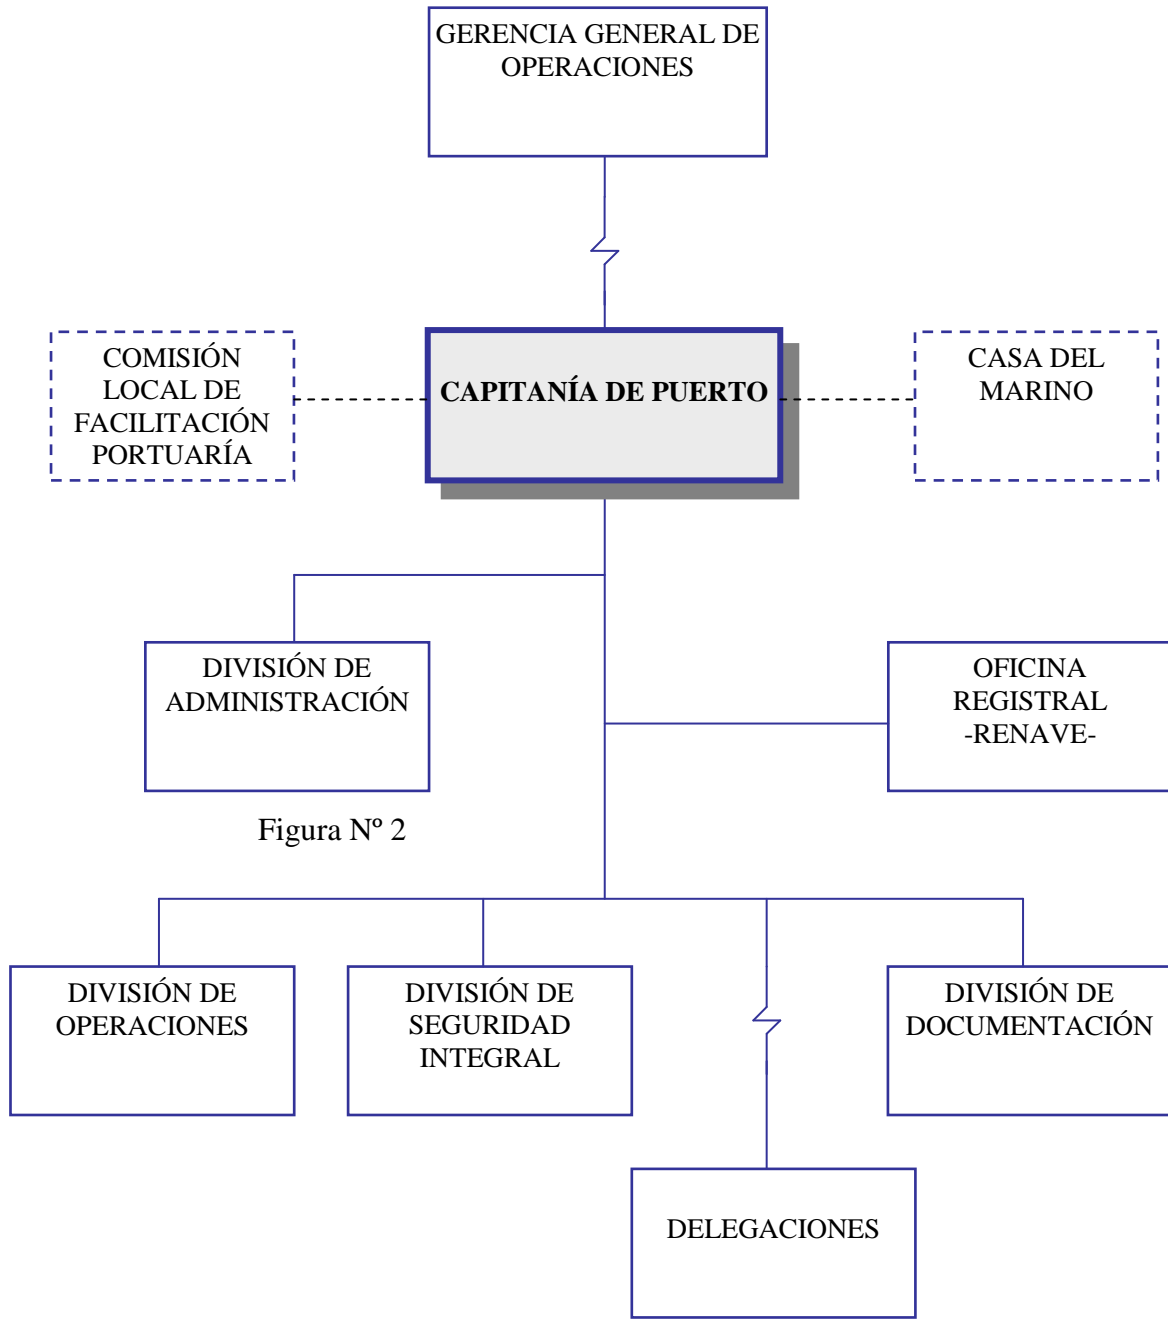 GERENCIA GENERAL DE
OPERACIONES
COMISIÓN
LOCAL DE
FACILITACIÓN
PORTUARÍA
CAPITANÍA DE PUERTO
CASA DEL
MARINO
DIVISIÓN DE
ADMINISTRACIÓN
OFICINA
REGISTRAL
-RENAVE-
Figura Nº 2
DIVISIÓN DE
OPERACIONES
DIVISIÓN DE
SEGURIDAD
INTEGRAL
DIVISIÓN DE
DOCUMENTACIÓN
DELEGACIONES